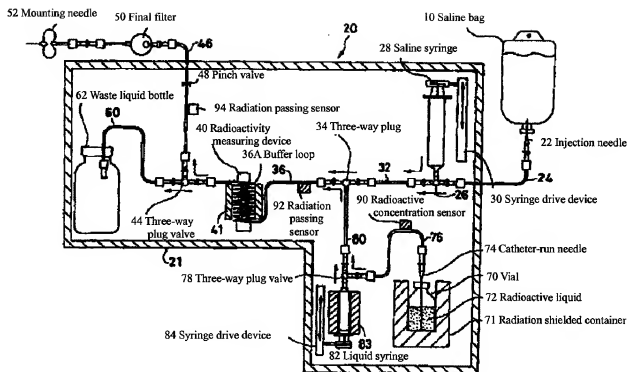 52 Mounting needle
50 Final filter
46
20
10 Saline bag
28 Saline syringe
48 Pinch valve
62 Waste liquid bottle
60
94 Radiation passing sensor
40 Radioactivity
measuring device
36A Buffer loop
34 Three-way plug
36
32
22 Injection needle
24
26
30 Syringe drive device
92 Radiation
passing
sensor
90 Radioactive
concentration sensor
44 Three-way
plug valve
41
21
80
76
74 Catheter-run needle
70 Vial
72 Radioactive liquid
71 Radiation shielded container
78 Three-way plug valve
84 Syringe drive device
83
82 Liquid syringe